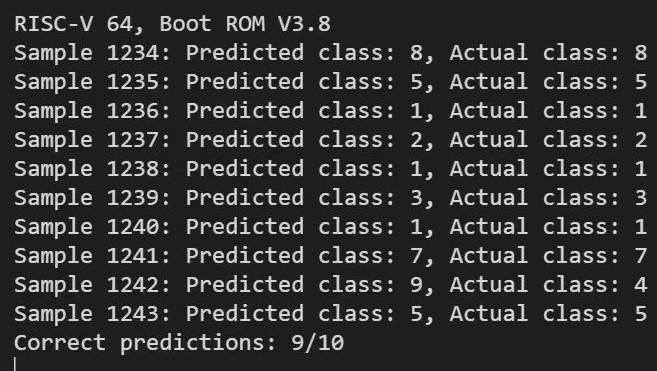 RISC-V 64, Boot ROM V3.8
Sample 1234: Predicted class: 8, Actual class: 8
Sample 1235: Predicted class: 5, Actual class: 5
Sample 1236: Predicted class: 1, Actual class: 1
Sample 1237: Predicted class: 2, Actual class: 2
Sample 1238: Predicted class: 1, Actual class: 1
Sample 1239: Predicted class: 3, Actual class: 3
Sample 1240: Predicted class: 1, Actual class: 1
Sample 1241: Predicted class: 7, Actual class: 7
Sample 1242: Predicted class: 9, Actual class: 4
Sample 1243: Predicted class: 5, Actual class: 5
Correct predictions: 9/10